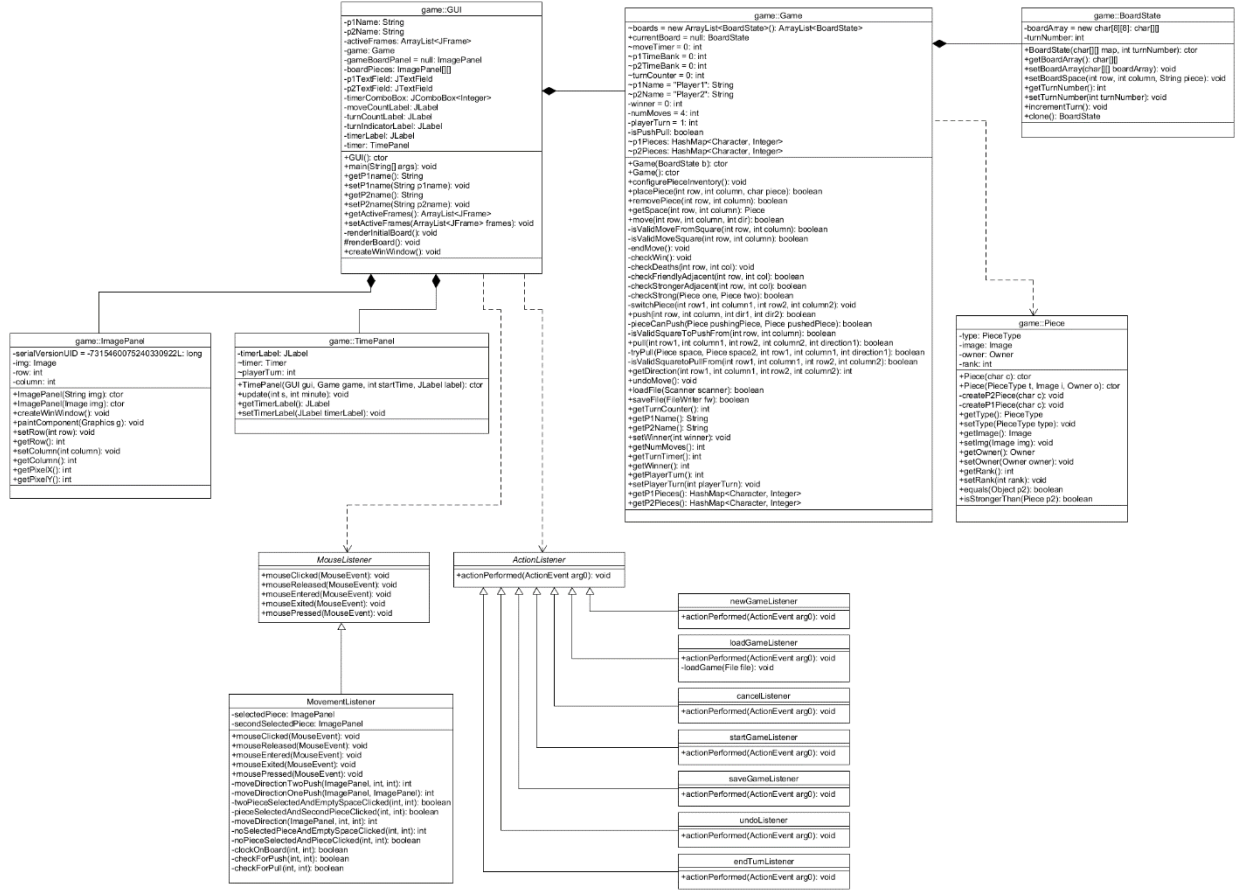 game::GUI
-p1Name: String
-p2Name: String
-activeFrames: ArrayList<JFrame>
-game: Game
-gameBoardPanel = null: ImagePanel
-boardPieces: ImagePanel[][]
-p1TextField: JTextField
-p2TextField: JTextField
-timerComboBox: JComboBox<Integer>
-moveCountLabel: JLabel
-turnCountLabel: JLabel
-turnIndicatorLabel: JLabel
-timerLabel: JLabel
-timer: TimePanel
+GUI(): ctor
+main(String[] args): void
+getP1name(): String
+setP1name(String p1name): void
+getP2name(): String
+setP2name(String p2name): void
+getActiveFrames(): ArrayList<JFrame>
+setActiveFrames(ArrayList<JFrame> frames): void
-renderInitialBoard(): void
#renderBoard(): void
+createWinWindow(): void
game::Game
~boards = new ArrayList<BoardState>(): ArrayList<BoardState>
+currentBoard = null: BoardState
~moveTimer = 0: int
~p1TimeBank = 0: int
~p2TimeBank = 0: int
~turnCounter = 0: int
~p1Name = "Player1": String
~p2Name = "Player2": String
-winner = 0: int
-numMoves = 4: int
-playerTurn = 1: int
-isPushPull: boolean
~p1Pieces: HashMap<Character, Integer>
~p2Pieces: HashMap<Character, Integer>
+Game(BoardState b): ctor
+Game(): ctor
+configurePieceInventory(): void
+placePiece(int row, int column, char piece): boolean
+removePiece(int row, int column): boolean
+getSpace(int row, int column): Piece
+move(int row, int column, int dir): boolean
-isValidMoveFromSquare(int row, int column): boolean
-isValidMoveSquare(int row, int column): boolean
-endMove(): void
-checkWin(): void
-checkDeaths(int row, int col): void
-checkFriendlyAdjacent(int row, int col): boolean
-checkStrongerAdjacent(int row, int col): boolean
-checkStrong(Piece one, Piece two): boolean
-switchPiece(int row1, int column1, int row2, int column2): void
+push(int row, int column, int dir1, int dir2): boolean
-pieceCanPush(Piece pushingPiece, Piece pushedPiece): boolean
-isValidSquareToPushFrom(int row, int column): boolean
+pull(int row1, int column1, int row2, int column2, int direction1): boolean
-tryPull(Piece space, Piece space2, int row1, int column1, int direction1): boolean
-isValidSquaretoPullFrom(int row1, int column1, int row2, int column2): boolean
+getDirection(int row1, int column1, int row2, int column2): int
+undoMove(): void
+loadFile(Scanner scanner): boolean
+saveFile(FileWriter fw): boolean
+getTurnCounter(): int
+getP1Name(): String
+getP2Name(): String
+setWinner(int winner): void
+getNumMoves(): int
+getTurnTimer(): int
+getWinner(): int
+getPlayerTurn(): int
+setPlayerTurn(int playerTurn): void
+getP1Pieces(): HashMap<Character, Integer>
+getP2Pieces(): HashMap<Character, Integer>
game::BoardState
-boardArray = new char[8][8]: char[][]
-turnNumber: int
+BoardState(char[][] map, int turnNumber): ctor
+getBoardArray(): char[][]
+setBoardArray(char[][] boardArray): void
+setBoardSpace(int row, int column, String piece): void
+getTurnNumber(): int
+setTurnNumber(int turnNumber): void
+incrementTurn(): void
+clone(): BoardState
game::ImagePanel
-serialVersionUID = -7315460075240330922L: long
-img: Image
-row: int
-column: int
+ImagePanel(String img): ctor
+ImagePanel(Image img): ctor
+createWinWindow(): void
+paintComponent(Graphics g): void
+setRow(int row): void
+getRow(): int
+setColumn(int column): void
+getColumn(): int
+getPixelX(): int
+getPixelY(): int
game::TimePanel
-timerLabel: JLabel
~timer: Timer
~playerTurn: int
+TimePanel(GUI gui, Game game, int startTime, JLabel label): ctor
+update(int s, int minute): void
+getTimerLabel(): JLabel
+setTimerLabel(JLabel timerLabel): void
game::Piece
-type: PieceType
-image: Image
-owner: Owner
-rank: int
+Piece(char c): ctor
+Piece(PieceType t, Image i, Owner o): ctor
-createP2Piece(char c): void
-createP1Piece(char c): void
+getType(): PieceType
+setType(PieceType type): void
+getImage(): Image
+setImg(Image img): void
+getOwner(): Owner
+setOwner(Owner owner): void
+getRank(): int
+setRank(int rank): void
+equals(Object p2): boolean
+isStrongerThan(Piece p2): boolean
MouseListener
+mouseClicked(MouseEvent): void
+mouseReleased(MouseEvent): void
+mouseEntered(MouseEvent): void
+mouseExited(MouseEvent): void
+mousePressed(MouseEvent): void
ActionListener
+actionPerformed(ActionEvent arg0): void
MovementListener
-selectedPiece: ImagePanel
-secondSelectedPiece: ImagePanel
+mouseClicked(MouseEvent): void
+mouseReleased(MouseEvent): void
+mouseEntered(MouseEvent): void
+mouseExited(MouseEvent): void
+mousePressed(MouseEvent): void
-moveDirectionTwoPush(ImagePanel, int, int): int
-moveDirectionOnePush(ImagePanel, ImagePanel): int
-twoPieceSelectedAndEmptySpaceClicked(int, int): boolean
-pieceSelectedAndSecondPieceClicked(int, int): boolean
-moveDirection(ImagePanel, int, int): int
-noSelectedPieceAndEmptySpaceClicked(int, int): int
-noPieceSelectedAndPieceClicked(int, int): boolean
-clockOnBoard(int, int): boolean
-checkForPush(int, int): boolean
-checkForPull(int, int): boolean
newGameListener
+actionPerformed(ActionEvent arg0): void
loadGameListener
+actionPerformed(ActionEvent arg0): void
-loadGame(File file): void
cancelListener
+actionPerformed(ActionEvent arg0): void
startGameListener
+actionPerformed(ActionEvent arg0): void
saveGameListener
+actionPerformed(ActionEvent arg0): void
undoListener
+actionPerformed(ActionEvent arg0): void
endTurnListener
+actionPerformed(ActionEvent arg0): void